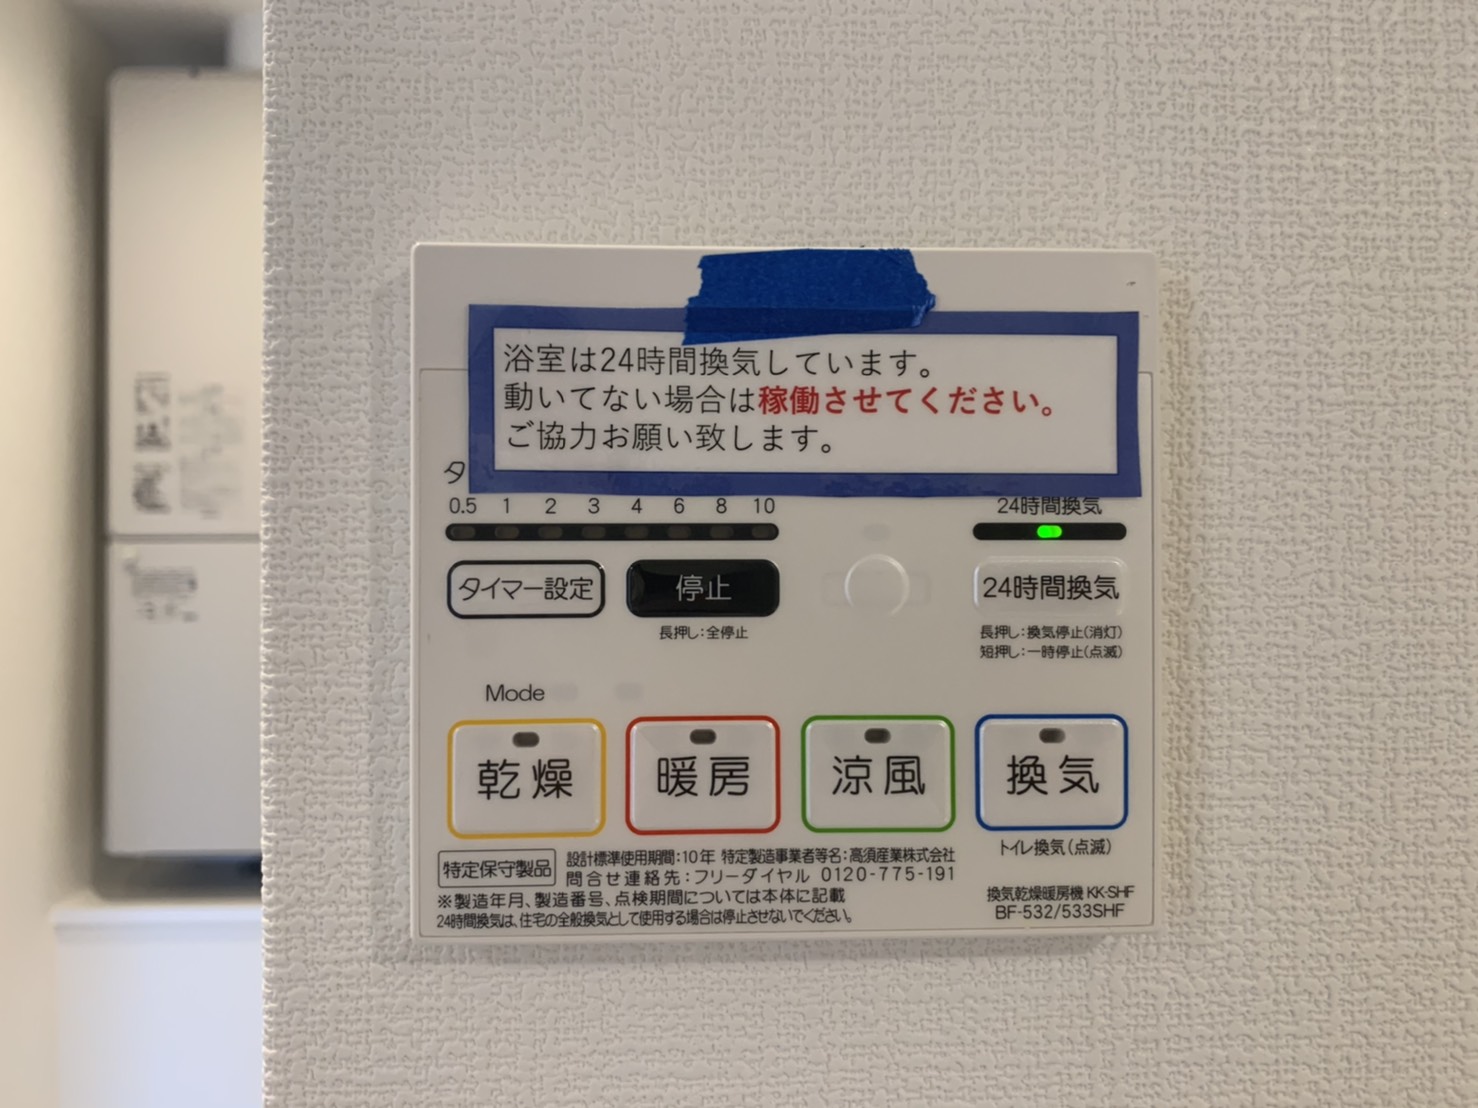 浴室は24時間換気しています。
動いてない場合は稼働させてください。
ご協力お願い致します。
タ
0.5 1 2 3 4 6 8 10
24時間換気
タイマー設定
停止
24時間換気
長押し：全停止
長押し：換気停止(消灯)
短押し：一時停止(点滅)
Mode
乾燥
暖房
涼風
換気
トイレ換気(点滅)
特定保守製品
設計標準使用期間：10年 特定製造事業者等名：高須産業株式会社
問合せ連絡先：フリーダイヤル 0120-775-191
※製造年月、製造番号、点検期間については本体に記載
24時間換気は、住宅の全般換気として使用する場合は停止させないでください。
換気乾燥暖房機 KK-SHF
BF-532/533SHF